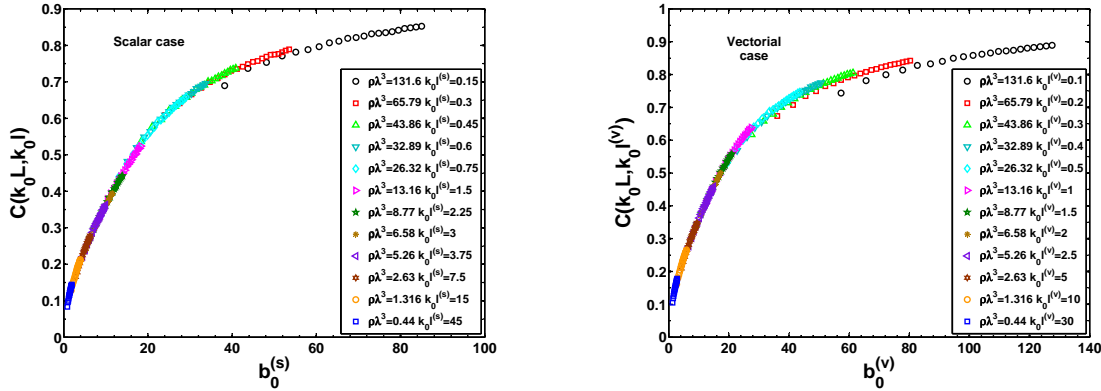 0.9
0.8
0.7
0.6
0.5
0.4
0.3
0.2
0.1
0
0 20 40 60 80 100
C(k₀L,k₀l)
b₀⁽ˢ⁾
Scalar case
ρλ³=131.6 k₀l⁽ˢ⁾=0.15
ρλ³=65.79 k₀l⁽ˢ⁾=0.3
ρλ³=43.86 k₀l⁽ˢ⁾=0.45
ρλ³=32.89 k₀l⁽ˢ⁾=0.6
ρλ³=26.32 k₀l⁽ˢ⁾=0.75
ρλ³=13.16 k₀l⁽ˢ⁾=1.5
ρλ³=8.77 k₀l⁽ˢ⁾=2.25
ρλ³=6.58 k₀l⁽ˢ⁾=3
ρλ³=5.26 k₀l⁽ˢ⁾=3.75
ρλ³=2.63 k₀l⁽ˢ⁾=7.5
ρλ³=1.316 k₀l⁽ˢ⁾=15
ρλ³=0.44 k₀l⁽ˢ⁾=45
1
0.9
0.8
0.7
0.6
0.5
0.4
0.3
0.2
0.1
0
0 20 40 60 80 100 120 140
C(k₀L,k₀l⁽ᵛ⁾)
b₀⁽ᵛ⁾
Vectorial
case
ρλ³=131.6 k₀l⁽ᵛ⁾=0.1
ρλ³=65.79 k₀l⁽ᵛ⁾=0.2
ρλ³=43.86 k₀l⁽ᵛ⁾=0.3
ρλ³=32.89 k₀l⁽ᵛ⁾=0.4
ρλ³=26.32 k₀l⁽ᵛ⁾=0.5
ρλ³=13.16 k₀l⁽ᵛ⁾=1
ρλ³=8.77 k₀l⁽ᵛ⁾=1.5
ρλ³=6.58 k₀l⁽ᵛ⁾=2
ρλ³=5.26 k₀l⁽ᵛ⁾=2.5
ρλ³=2.63 k₀l⁽ᵛ⁾=5
ρλ³=1.316 k₀l⁽ᵛ⁾=10
ρλ³=0.44 k₀l⁽ᵛ⁾=30